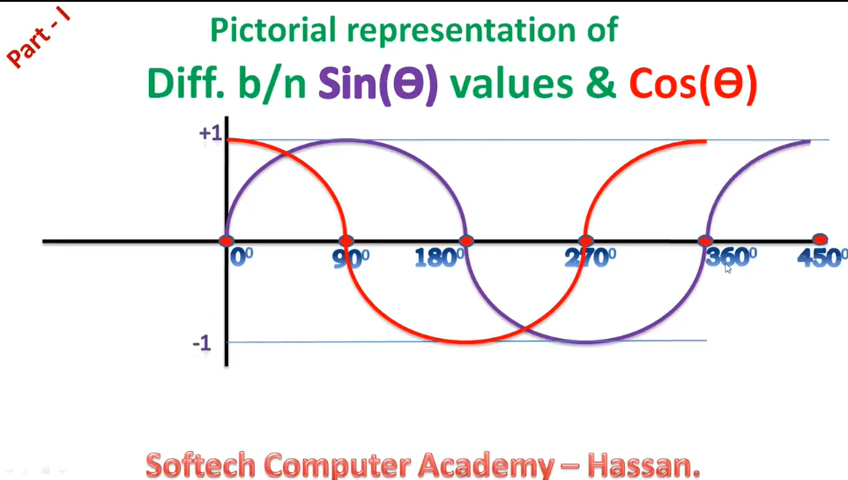 Part - I
Pictorial representation of
Diff. b/n Sin(Ɵ) values & Cos(Ɵ)
+1
0⁰ 90⁰ 180⁰ 270⁰ 360⁰ 450⁰
-1
Softech Computer Academy – Hassan.